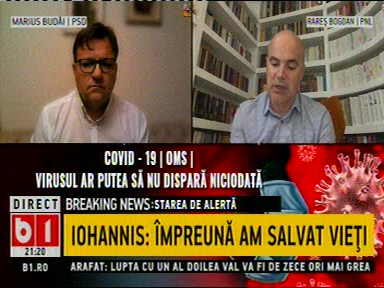 MARIUS BUDĂI | PSD
RAREȘ BOGDAN | PNL
COVID - 19 | OMS |
VIRUSUL AR PUTEA SĂ NU DISPARĂ NICIODATĂ
DIRECT
BREAKING NEWS: STAREA DE ALERTĂ
b1
IOHANNIS: ÎMPREUNĂ AM SALVAT VIEȚI
21:20
B1.RO
ARAFAT: LUPTA CU UN AL DOILEA VAL VA FI DE ZECE ORI MAI GREA